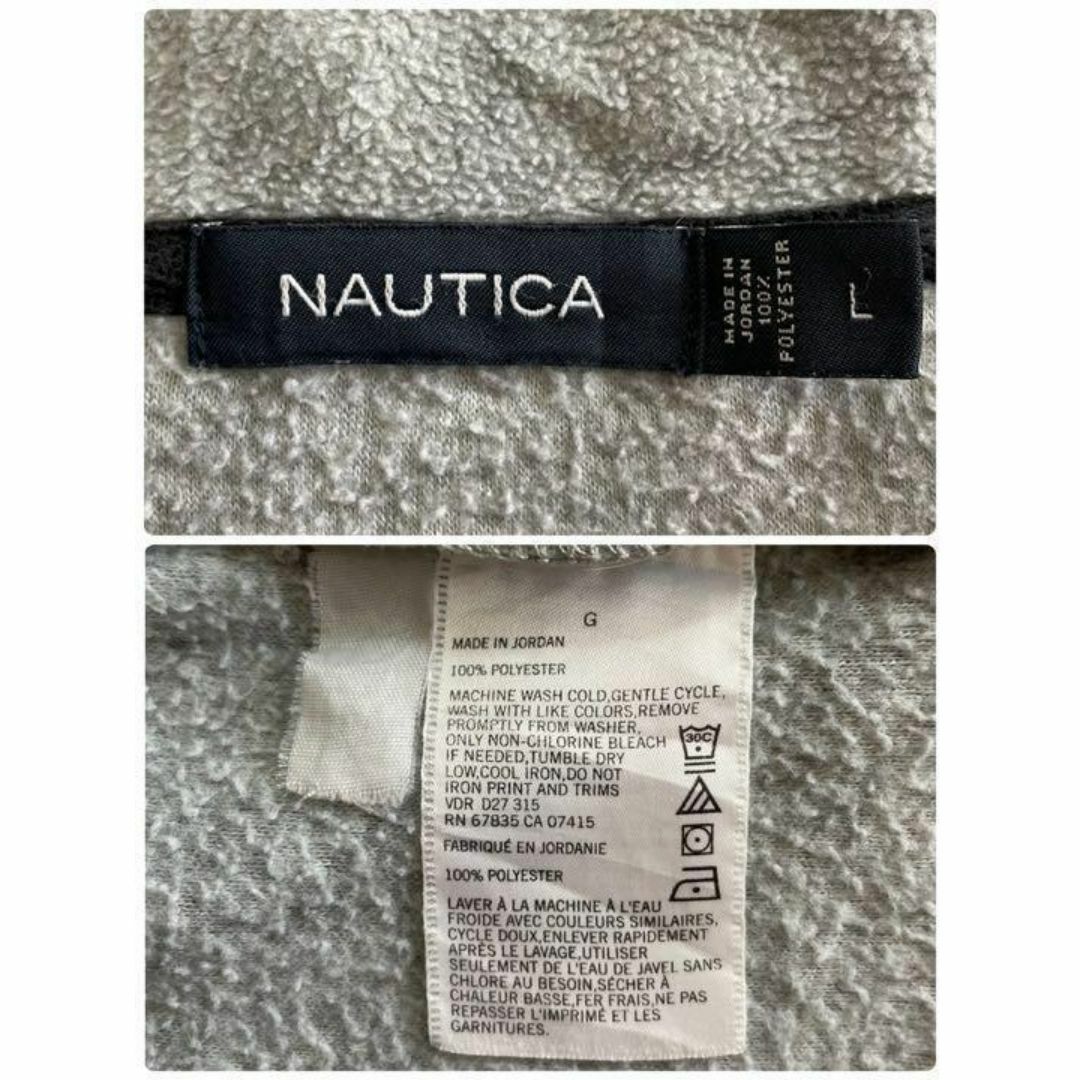 NAUTICA
MADE IN
JORDAN
100%
POLYESTER
L
G
MADE IN JORDAN
100% POLYESTER
MACHINE WASH COLD,GENTLE CYCLE,
WASH WITH LIKE COLORS,REMOVE
PROMPTLY FROM WASHER,
ONLY NON-CHLORINE BLEACH
IF NEEDED,TUMBLE DRY
LOW,COOL IRON,DO NOT
IRON PRINT AND TRIMS
VDR D27 315
RN 67835 CA 07415
30C
FABRIQUÉ EN JORDANIE
100% POLYESTER
LAVER À LA MACHINE À L'EAU
FROIDE AVEC COULEURS SIMILAIRES,
CYCLE DOUX,ENLEVER RAPIDEMENT
APRÈS LE LAVAGE,UTILISER
SEULEMENT DE L'EAU DE JAVEL SANS
CHLORE AU BESOIN,SÉCHER À
CHALEUR BASSE,FER FRAIS,NE PAS
REPASSER L'IMPRIMÉ ET LES
GARNITURES.